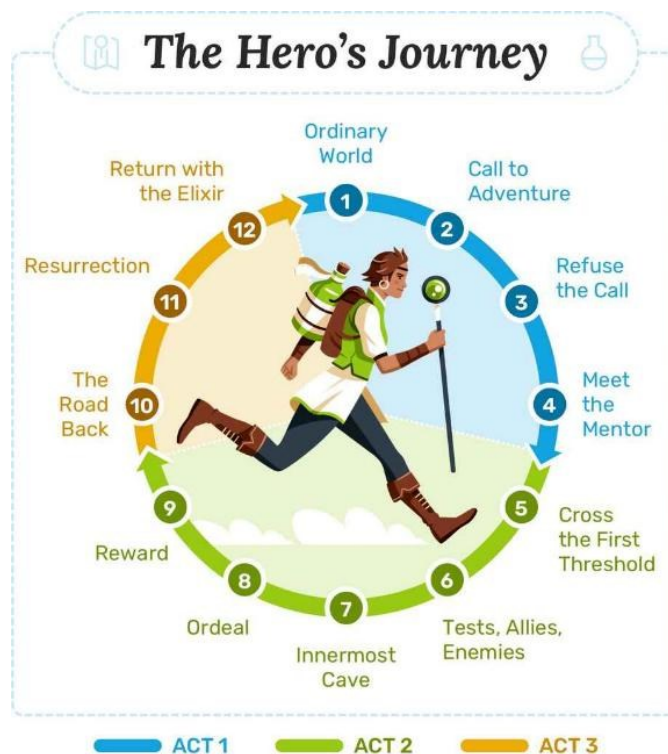 The Hero's Journey
Ordinary
World
1
Call to
Adventure
2
Refuse
the Call
3
Meet
the
Mentor
4
Cross
the First
Threshold
5
Tests, Allies,
Enemies
6
Innermost
Cave
7
Ordeal
8
Reward
9
The
Road
Back
10
Resurrection
11
Return with
the Elixir
12
ACT 1
ACT 2
ACT 3